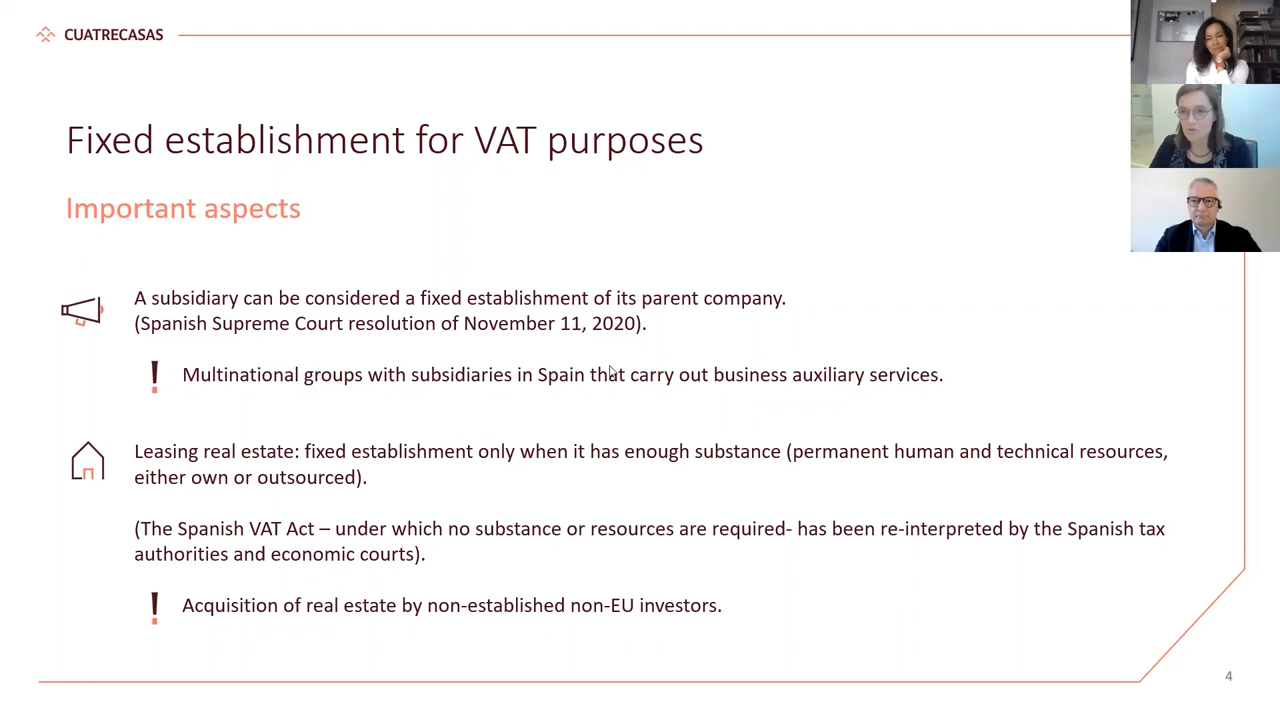 CUATRECASAS
Fixed establishment for VAT purposes
Important aspects
A subsidiary can be considered a fixed establishment of its parent company.
(Spanish Supreme Court resolution of November 11, 2020).
! Multinational groups with subsidiaries in Spain that carry out business auxiliary services.
Leasing real estate: fixed establishment only when it has enough substance (permanent human and technical resources,
either own or outsourced).
(The Spanish VAT Act – under which no substance or resources are required- has been re-interpreted by the Spanish tax
authorities and economic courts).
! Acquisition of real estate by non-established non-EU investors.
4